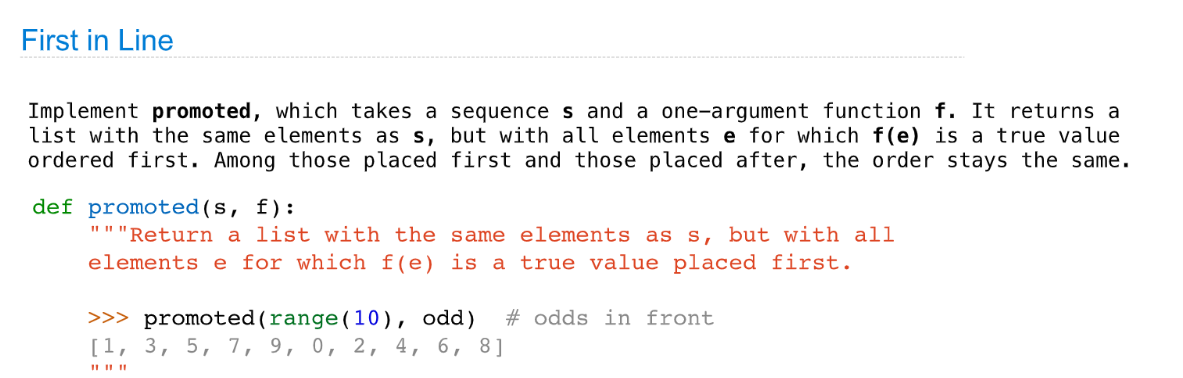 First in Line
Implement promoted, which takes a sequence s and a one-argument function f. It returns a
list with the same elements as s, but with all elements e for which f(e) is a true value
ordered first. Among those placed first and those placed after, the order stays the same.
def promoted(s, f):
    """Return a list with the same elements as s, but with all
    elements e for which f(e) is a true value placed first.
    >>> promoted(range(10), odd)  # odds in front
    [1, 3, 5, 7, 9, 0, 2, 4, 6, 8]
    """